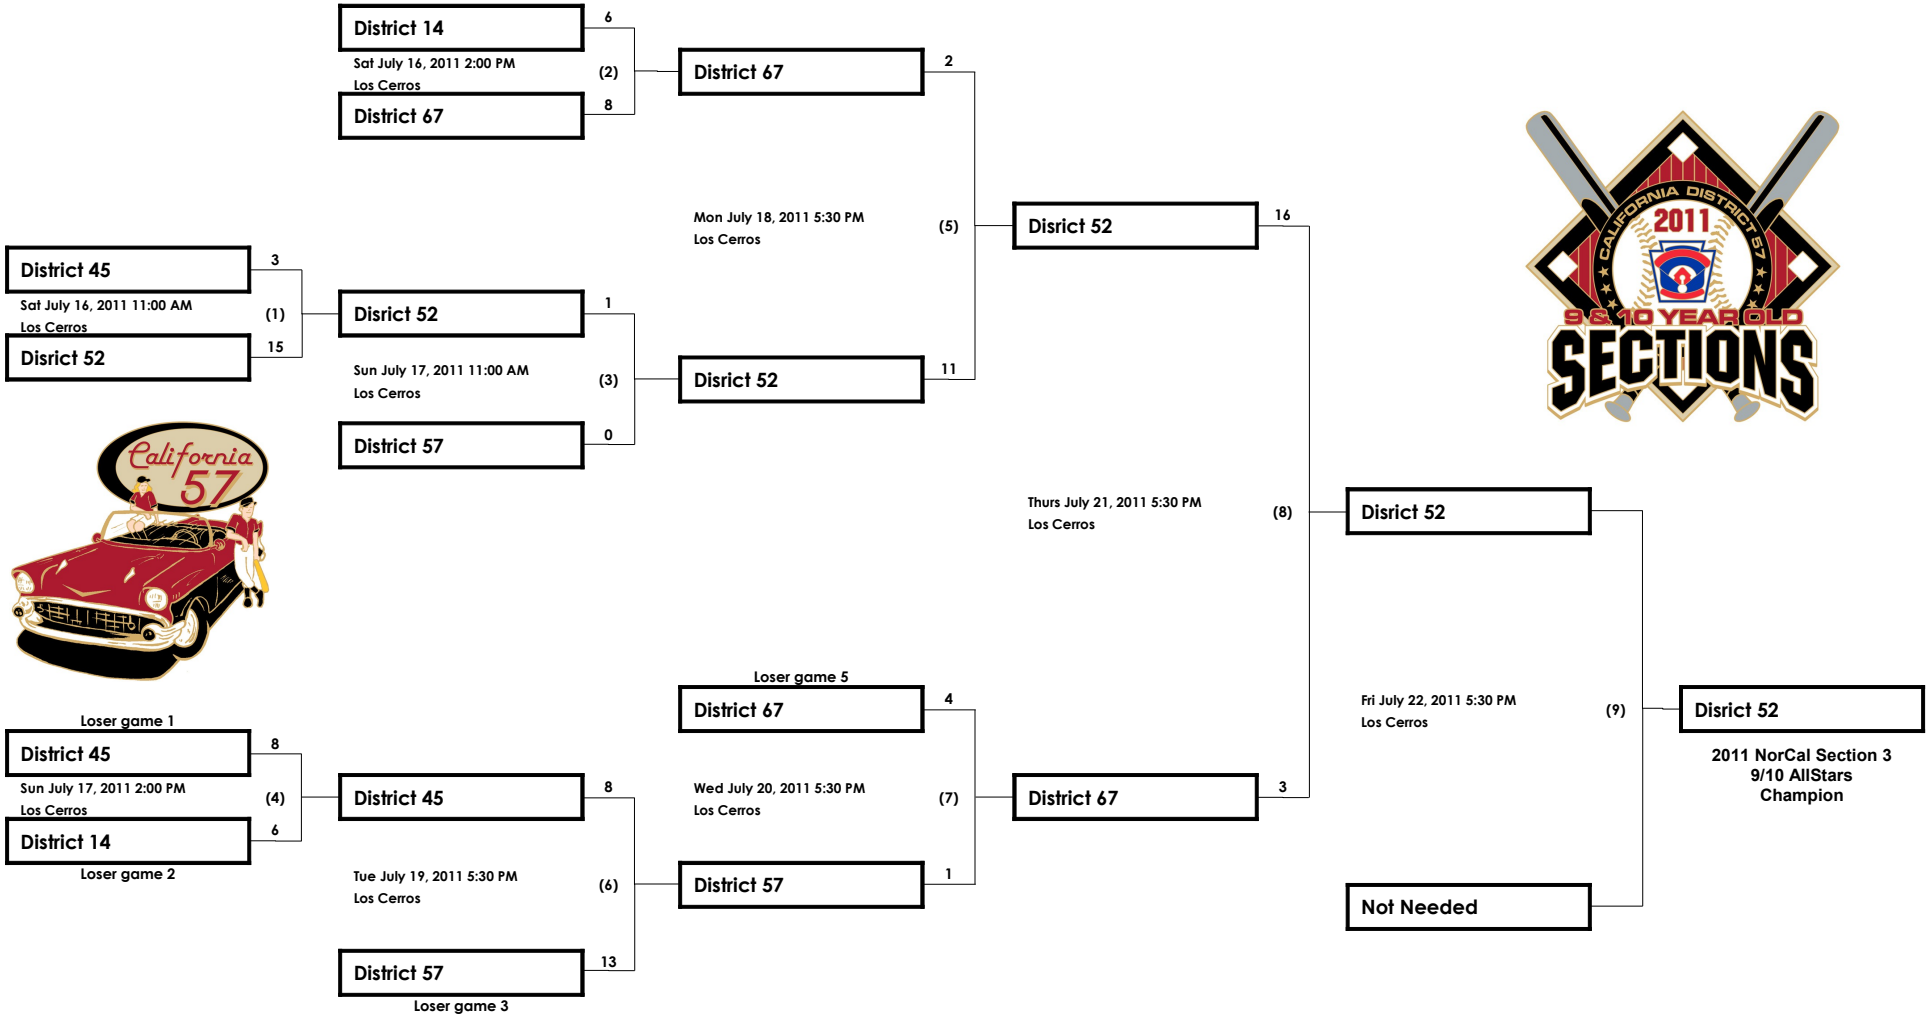 District 14
6
Sat July 16, 2011 2:00 PM
(2)
Los Cerros
District 67
8
District 67
2
Mon July 18, 2011 5:30 PM
(5)
Los Cerros
Disrict 52
16
District 45
3
Sat July 16, 2011 11:00 AM
(1)
Los Cerros
Disrict 52
15
Disrict 52
1
Sun July 17, 2011 11:00 AM
(3)
Los Cerros
District 57
0
Disrict 52
11
CALIFORNIA DISTRICT 57
2011
9 & 10 YEAR OLD
SECTIONS
California
57
Thurs July 21, 2011 5:30 PM
(8)
Los Cerros
Disrict 52
Loser game 5
District 67
4
Wed July 20, 2011 5:30 PM
(7)
Los Cerros
District 57
1
District 67
3
Loser game 1
District 45
8
Sun July 17, 2011 2:00 PM
(4)
Los Cerros
District 14
6
Loser game 2
District 45
8
Tue July 19, 2011 5:30 PM
(6)
Los Cerros
District 57
13
Loser game 3
Fri July 22, 2011 5:30 PM
(9)
Los Cerros
Not Needed
Disrict 52
2011 NorCal Section 3
9/10 AllStars
Champion